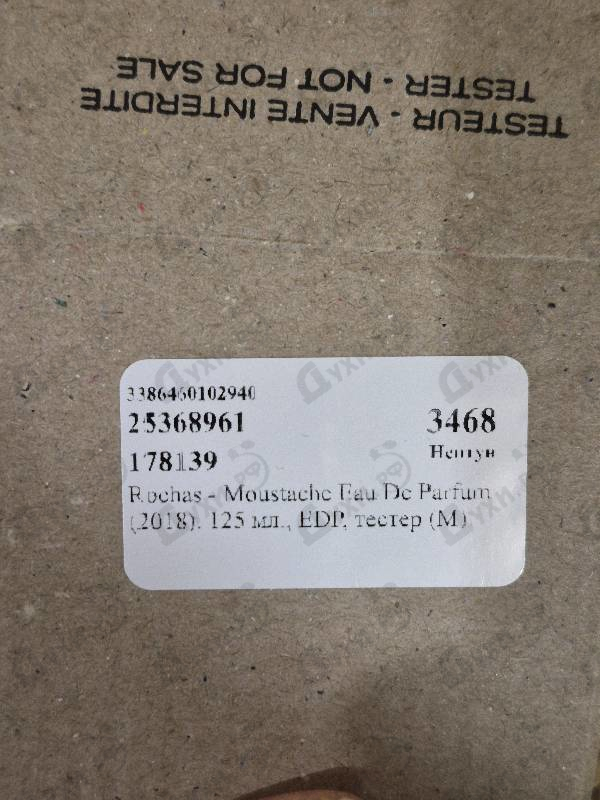 TESTEUR - VENTE INTERDITE
TESTER - NOT FOR SALE
3386460102940
25368961
3468
178139
Нептун
Rochas - Moustache Eau De Parfum
(2018). 125 мл., EDP, тестер (M)